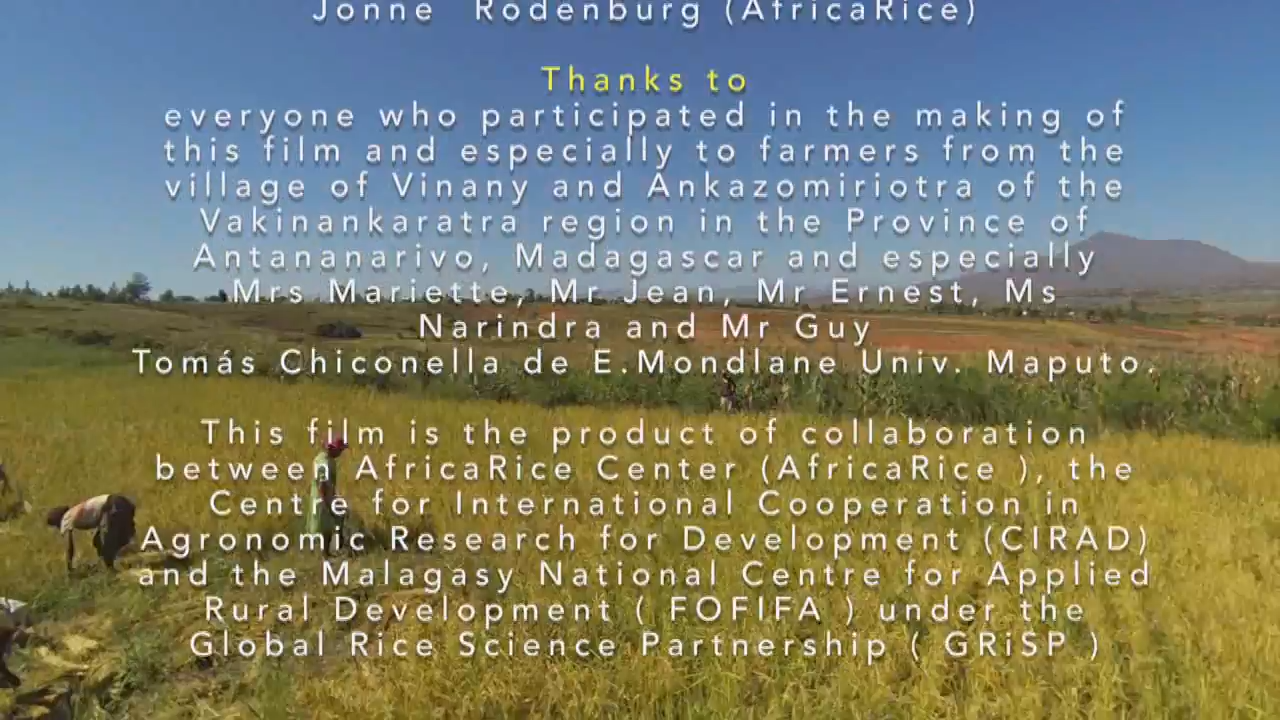 Jonne Rodenburg (AfricaRice)
Thanks to
everyone who participated in the making of
this film and especially to farmers from the
village of Vinany and Ankazomiriotra of the
Vakinankaratra region in the Province of
Antananarivo, Madagascar and especially
Mrs Mariette, Mr Jean, Mr Ernest, Ms
Narindra and Mr Guy
Tomás Chiconella de E.Mondlane Univ. Maputo.
This film is the product of collaboration
between AfricaRice Center (AfricaRice ), the
Centre for International Cooperation in
Agronomic Research for Development (CIRAD)
and the Malagasy National Centre for Applied
Rural Development ( FOFIFA ) under the
Global Rice Science Partnership ( GRiSP )